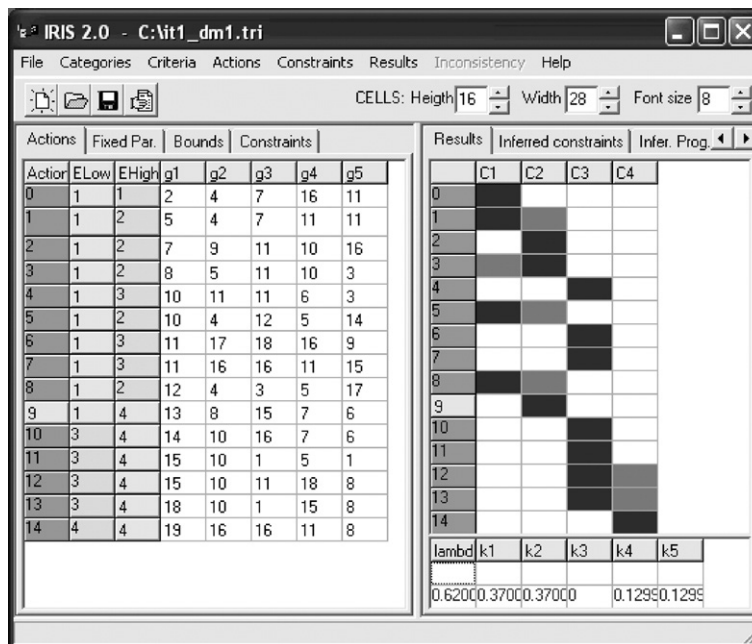 IRIS 2.0 - C:\it1_dm1.tri
File Categories Criteria Actions Constraints Results Inconsistency Help
CELLS: Heigth 16 Width 28 Font size 8
Actions Fixed Par. Bounds Constraints
Action ELow EHigh g1 g2 g3 g4 g5
0 1 1 2 4 7 16 11
1 1 2 5 4 7 11 11
2 1 2 7 9 11 10 16
3 1 2 8 5 11 10 3
4 1 3 10 11 11 6 3
5 1 2 10 4 12 5 14
6 1 3 11 17 18 16 9
7 1 3 11 16 16 11 15
8 1 2 12 4 3 5 17
9 1 4 13 8 15 7 6
10 3 4 14 10 16 7 6
11 3 4 15 10 1 5 1
12 3 4 15 10 11 18 8
13 3 4 18 10 1 15 8
14 4 4 19 16 16 11 8
Results Inferred constraints Infer. Prog.
C1 C2 C3 C4
0
1
2
3
4
5
6
7
8
9
10
11
12
13
14
lambd k1 k2 k3 k4 k5
0.6200 0.3700 0.3700 0 0.1299 0.1299